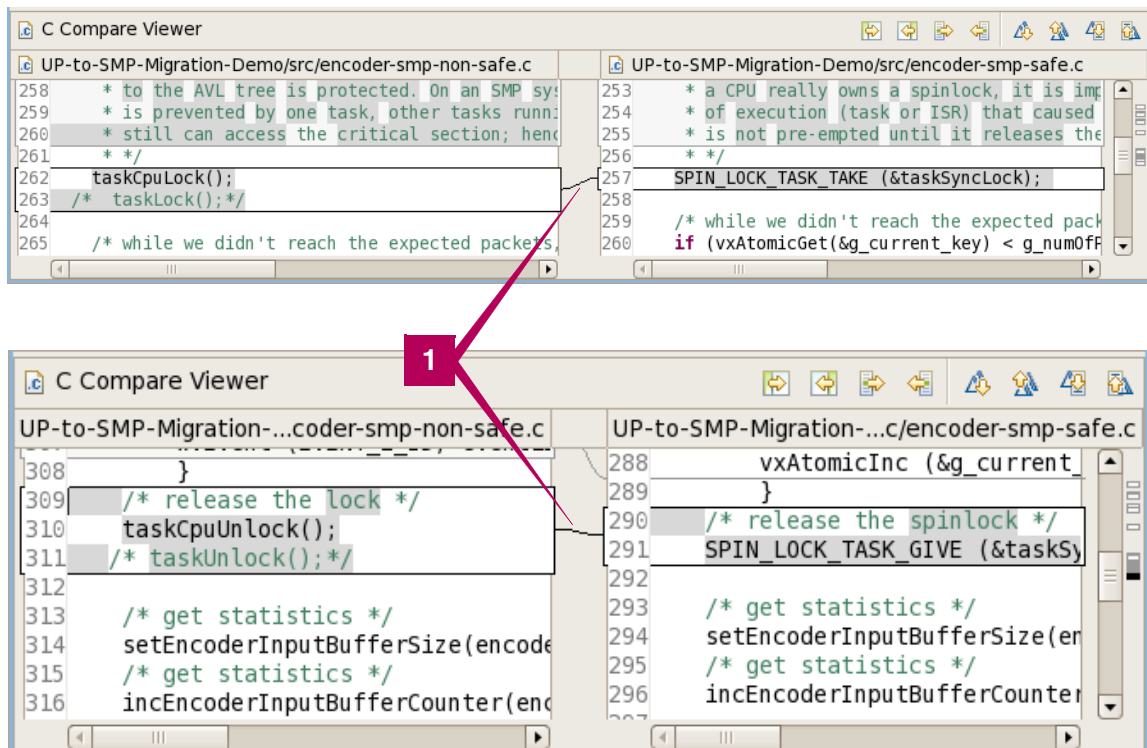 C Compare Viewer
UP-to-SMP-Migration-Demo/src/encoder-smp-non-safe.c
258 * to the AVL tree is protected. On an SMP sys
259 * is prevented by one task, other tasks runni
260 * still can access the critical section; henc
261 * */
262 taskCpuLock();
263 /* taskLock();*/
264
265 /* while we didn't reach the expected packets,
UP-to-SMP-Migration-Demo/src/encoder-smp-safe.c
253 * a CPU really owns a spinlock, it is imp
254 * of execution (task or ISR) that caused
255 * is not pre-empted until it releases the
256 * */
257 SPIN_LOCK_TASK_TAKE (&taskSyncLock);
258
259 /* while we didn't reach the expected pack
260 if (vxAtomicGet(&g_current_key) < g_numOfP
1
C Compare Viewer
UP-to-SMP-Migration-...coder-smp-non-safe.c
308 }
309 /* release the lock */
310 taskCpuUnlock();
311 /* taskUnlock();*/
312
313 /* get statistics */
314 setEncoderInputBufferSize(encode
315 /* get statistics */
316 incEncoderInputBufferCounter(enc
UP-to-SMP-Migration-...c/encoder-smp-safe.c
288 vxAtomicInc (&g_current_
289 }
290 /* release the spinlock */
291 SPIN_LOCK_TASK_GIVE (&taskSy
292
293 /* get statistics */
294 setEncoderInputBufferSize(en
295 /* get statistics */
296 incEncoderInputBufferCounter